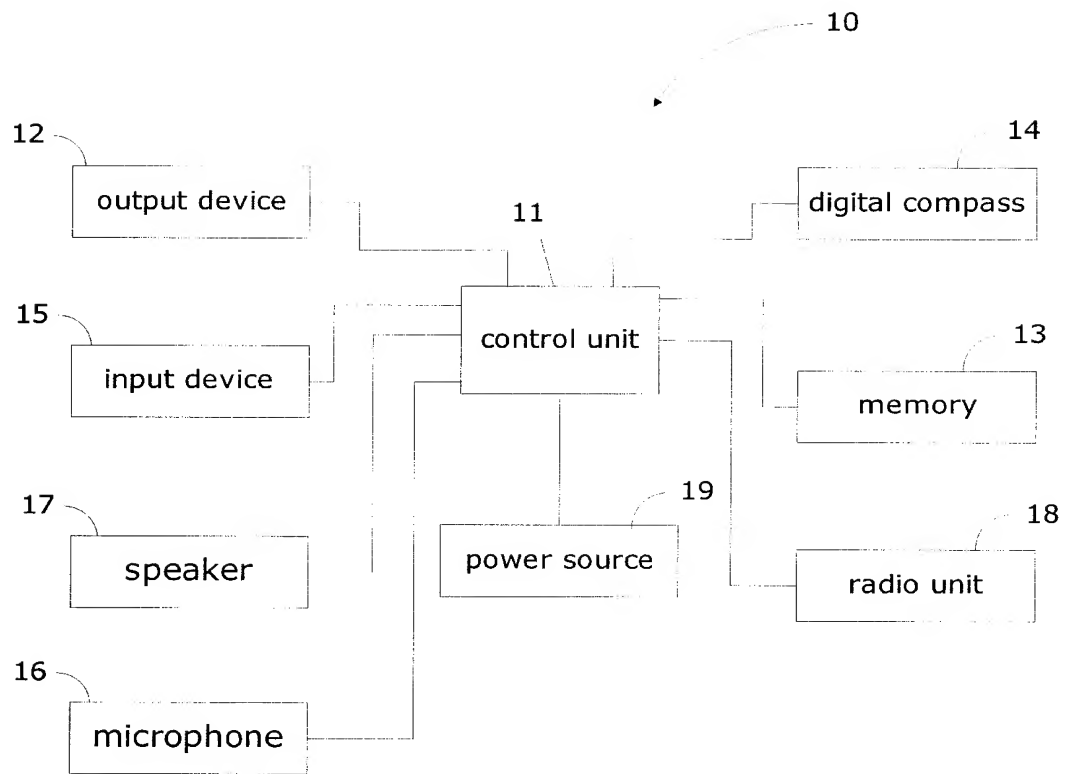 10
12
14
output device
11
digital compass
15
control unit
13
input device
memory
17
19
18
speaker
power source
radio unit
16
microphone